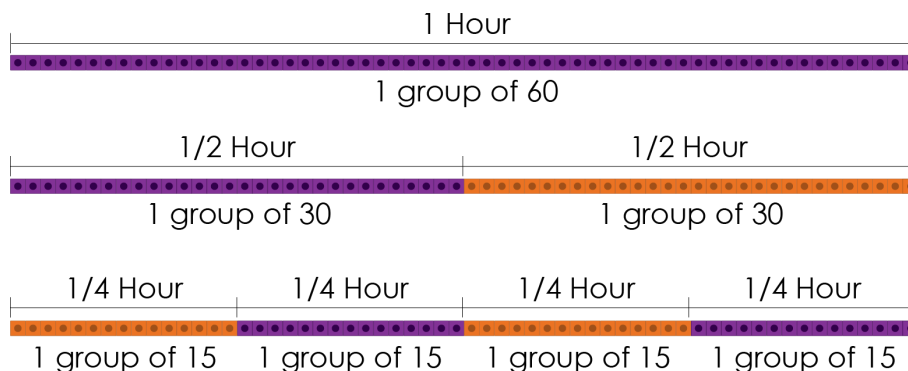 1 Hour
1 group of 60
1/2 Hour 1/2 Hour
1 group of 30 1 group of 30
1/4 Hour 1/4 Hour 1/4 Hour 1/4 Hour
1 group of 15 1 group of 15 1 group of 15 1 group of 15